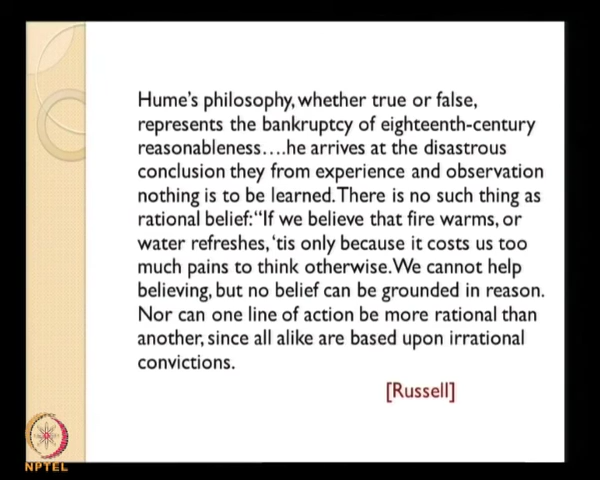 Hume's philosophy, whether true or false,
represents the bankruptcy of eighteenth-century
reasonableness....he arrives at the disastrous
conclusion they from experience and observation
nothing is to be learned. There is no such thing as
rational belief: "If we believe that fire warms, or
water refreshes, 'tis only because it costs us too
much pains to think otherwise. We cannot help
believing, but no belief can be grounded in reason.
Nor can one line of action be more rational than
another, since all alike are based upon irrational
convictions.
[Russell]
NPTEL